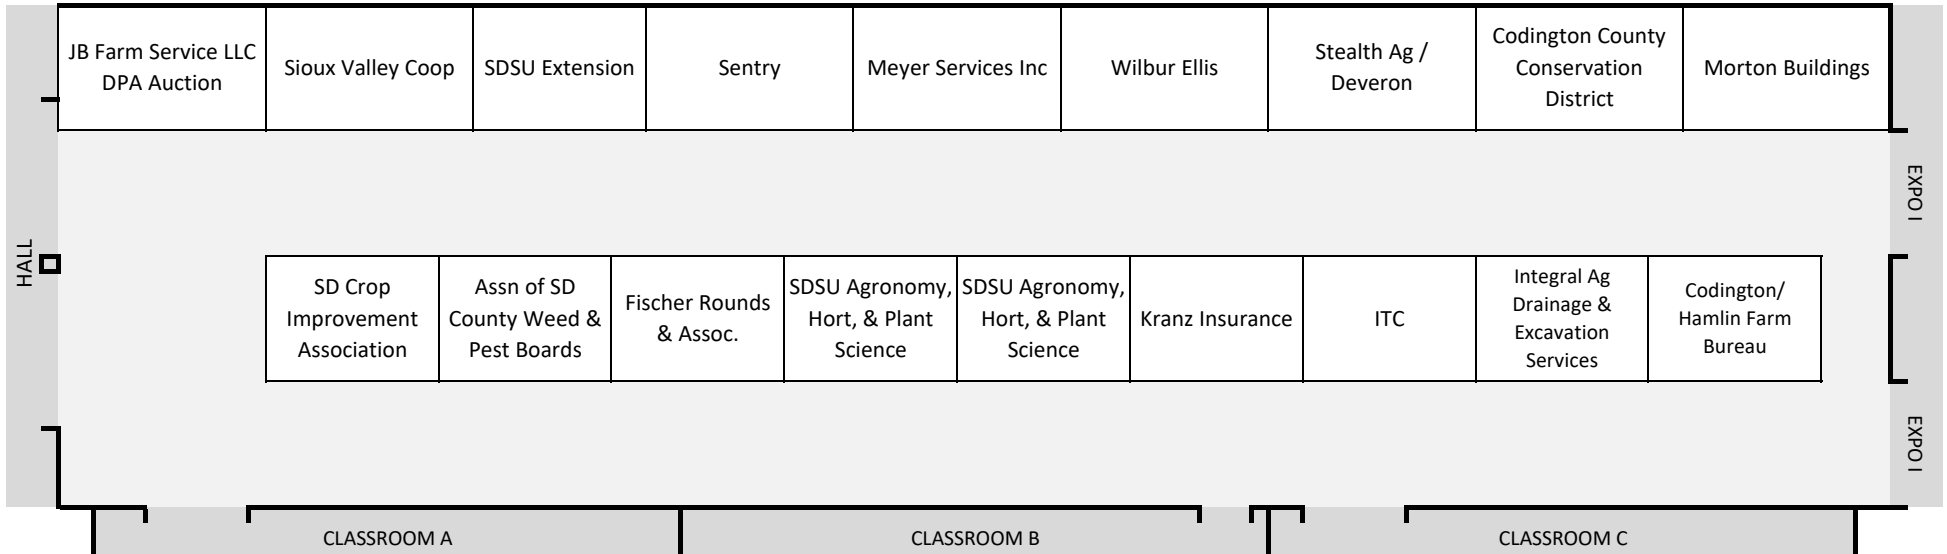 JB Farm Service LLC
DPA Auction
Sioux Valley Coop
SDSU Extension
Sentry
Meyer Services Inc
Wilbur Ellis
Stealth Ag /
Deveron
Codington County
Conservation
District
Morton Buildings
EXPO I
HALL
SD Crop
Improvement
Association
Assn of SD
County Weed &
Pest Boards
Fischer Rounds
& Assoc.
SDSU Agronomy,
Hort, & Plant
Science
SDSU Agronomy,
Hort, & Plant
Science
Kranz Insurance
ITC
Integral Ag
Drainage &
Excavation
Services
Codington/
Hamlin Farm
Bureau
EXPO I
CLASSROOM A
CLASSROOM B
CLASSROOM C